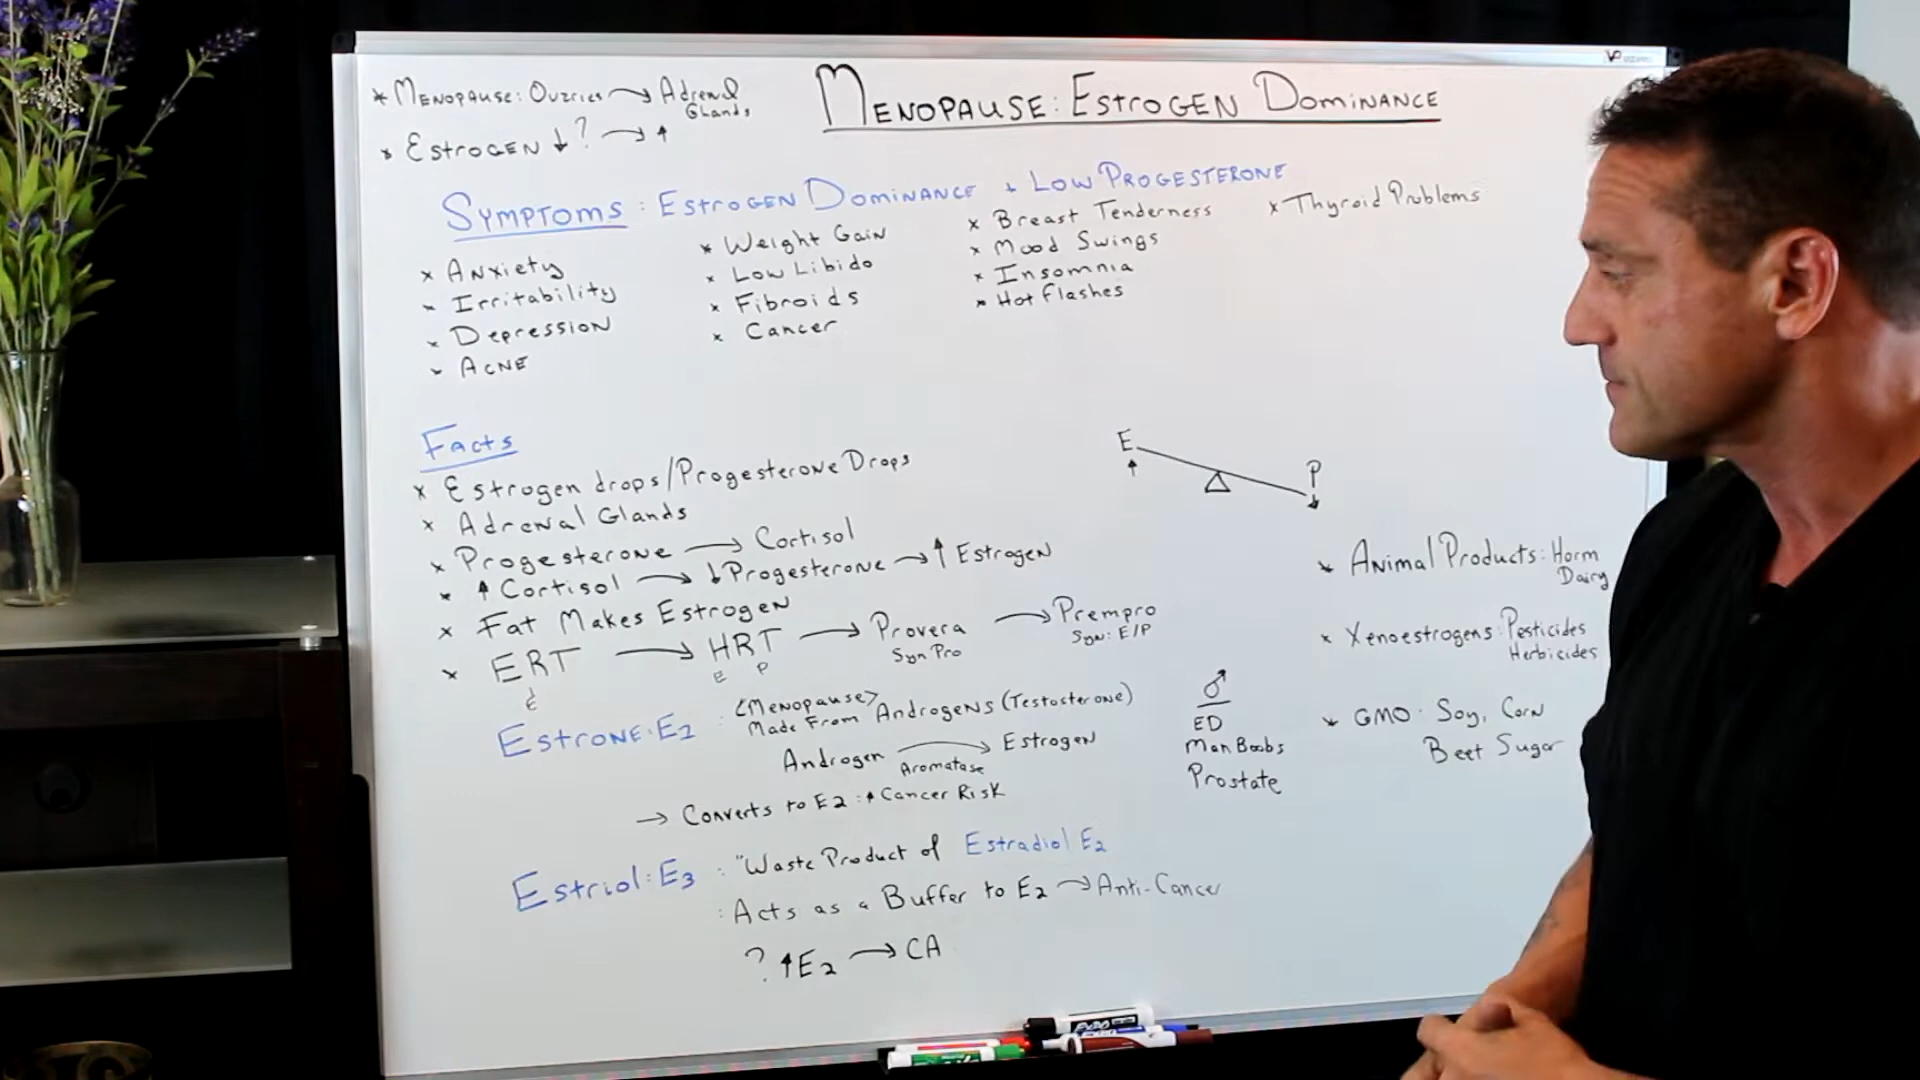 MENOPAUSE: ESTROGEN DOMINANCE
* MENOPAUSE: Ovaries → Adrenal Glands
* ESTROGEN ↓ ? → ↑
SYMPTOMS: ESTROGEN DOMINANCE + LOW PROGESTERONE
* Anxiety
* Irritability
* Depression
* Acne
* Weight Gain
* Low Libido
* Fibroids
* Cancer
* Breast Tenderness
* Mood Swings
* Insomnia
* Hot flashes
* Thyroid Problems
Facts
* Estrogen drops/Progesterone Drops
* Adrenal Glands
* Progesterone → Cortisol
* ↑ Cortisol → ↓ Progesterone → ↑ Estrogen
* Fat Makes Estrogen
* ERT → HRT → Provera → Prempro
E
E P
Syn Pro
Syn: E/P
E ↑
P ↓
ESTRONE: E1 : <Menopause>
Made From Androgens (Testosterone)
Androgen → Estrogen
Aromatase
→ Converts to E2: ↑ Cancer Risk
Estriol: E3 : "Waste Product of Estradiol E2
: Acts as a Buffer to E2 → Anti-Cancer
? ↑ E2 → CA
♂
ED
Man Boobs
Prostate
* Animal Products: Horm
Dairy
* Xenoestrogens: Pesticides
Herbicides
* GMO: Soy, Corn
Beet Sugar
EXPO